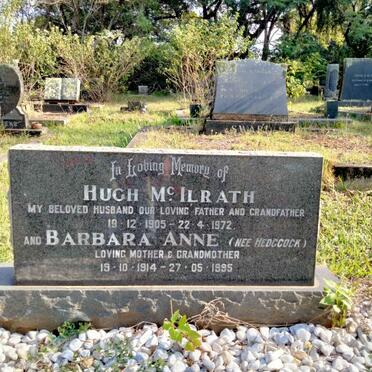 In Loving Memory of
HUGH McILRATH
MY BELOVED HUSBAND, OUR LOVING FATHER AND GRANDFATHER
19·12·1905 - 22·4·1972
AND BARBARA ANNE (NEE HEDGCOCK)
LOVING MOTHER & GRANDMOTHER
19·10·1914 - 27·05·1995